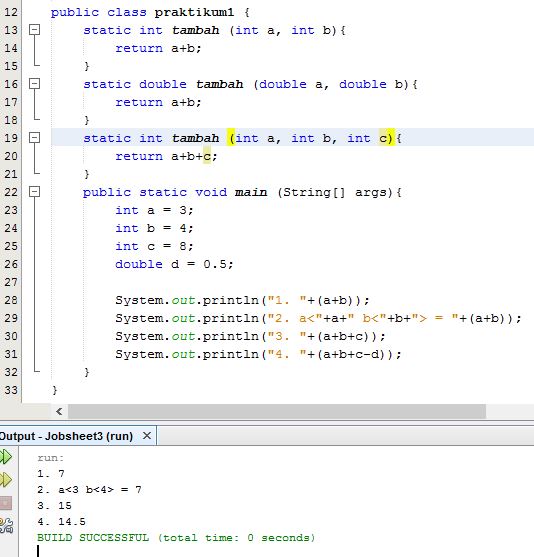 12 public class praktikum1 {
13 static int tambah (int a, int b){
14 return a+b;
15 }
16 static double tambah (double a, double b){
17 return a+b;
18 }
19 static int tambah (int a, int b, int c){
20 return a+b+c;
21 }
22 public static void main (String[] args){
23 int a = 3;
24 int b = 4;
25 int c = 8;
26 double d = 0.5;
27
28 System.out.println("1. "+(a+b));
29 System.out.println("2. a<"+a+" b<"+b+"> = "+(a+b));
30 System.out.println("3. "+(a+b+c));
31 System.out.println("4. "+(a+b+c-d));
32 }
33 }
Output - Jobsheet3 (run)
run:
1. 7
2. a<3 b<4> = 7
3. 15
4. 14.5
BUILD SUCCESSFUL (total time: 0 seconds)